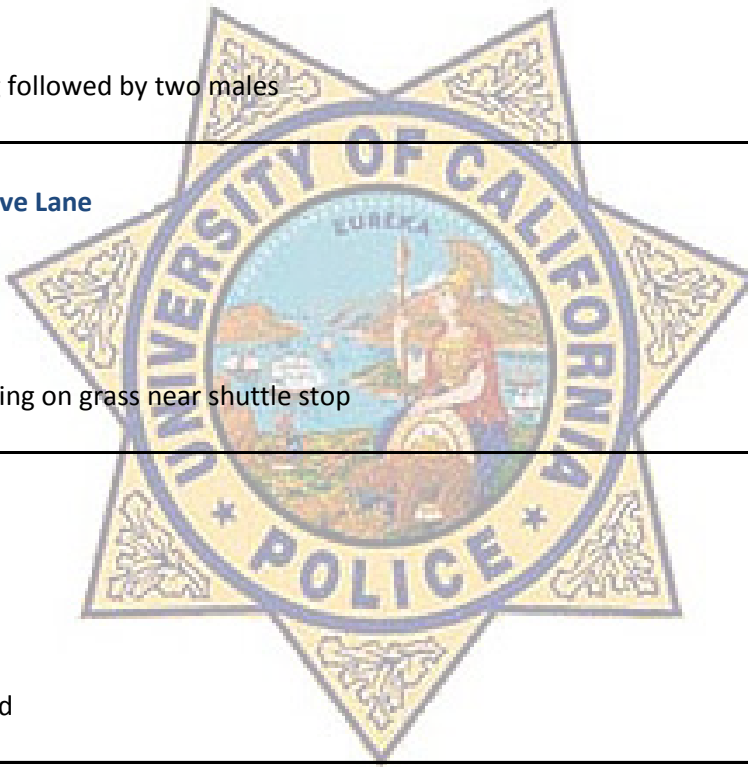 followed by two males
ve Lane
ing on grass near shuttle stop
d
UNIVERSITY OF CALIFORNIA
EUREKA
POLICE